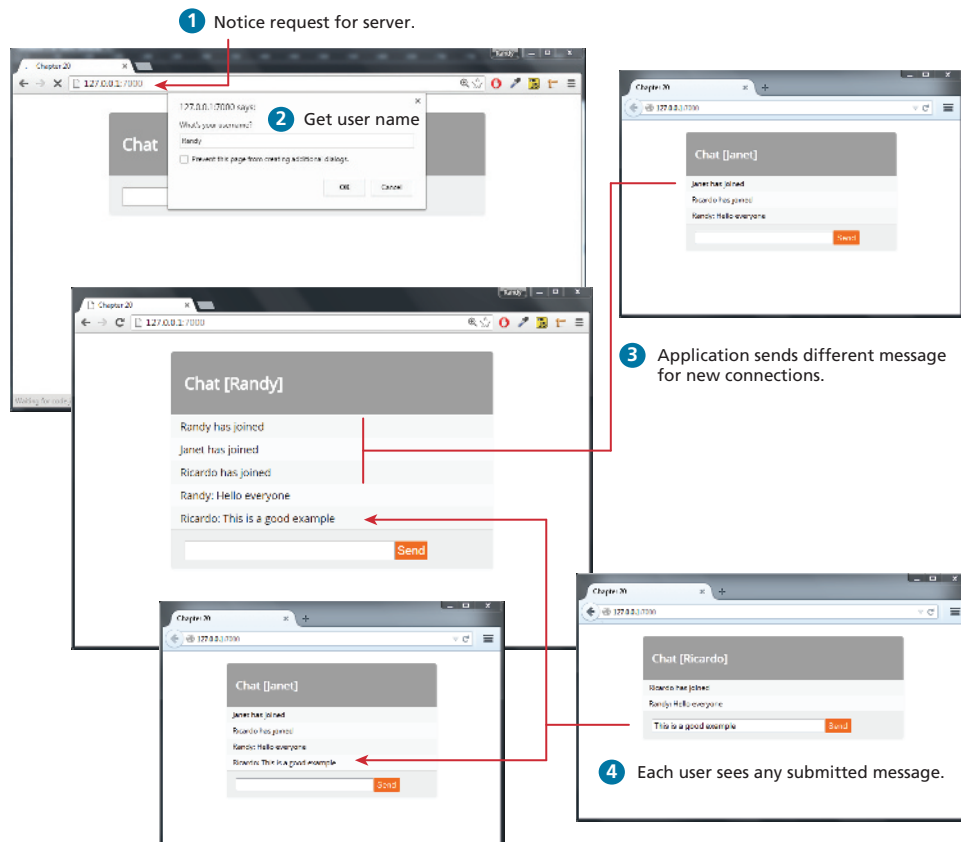 1 Notice request for server.
Randy
Chapter 20
127.0.0.1:7000
127.0.0.1:7000 says:
What's your username?
2 Get user name
Randy
Prevent this page from creating additional dialogs.
OK
Cancel
Chat
Chapter 20
127.0.0.1:7000
Chat [Janet]
Janet has joined
Ricardo has joined
Randy: Hello everyone
Send
3 Application sends different message
for new connections.
Waiting for
Randy
Chapter 20
127.0.0.1:7000
Chat [Randy]
Randy has joined
Janet has joined
Ricardo has joined
Randy: Hello everyone
Ricardo: This is a good example
Send
Chapter 20
127.0.0.1:7000
Chat [Janet]
Janet has joined
Ricardo has joined
Randy: Hello everyone
Ricardo: This is a good example
Send
Chapter 20
127.0.0.1:7000
Chat [Ricardo]
Ricardo has joined
Randy: Hello everyone
This is a good example
Send
4 Each user sees any submitted message.